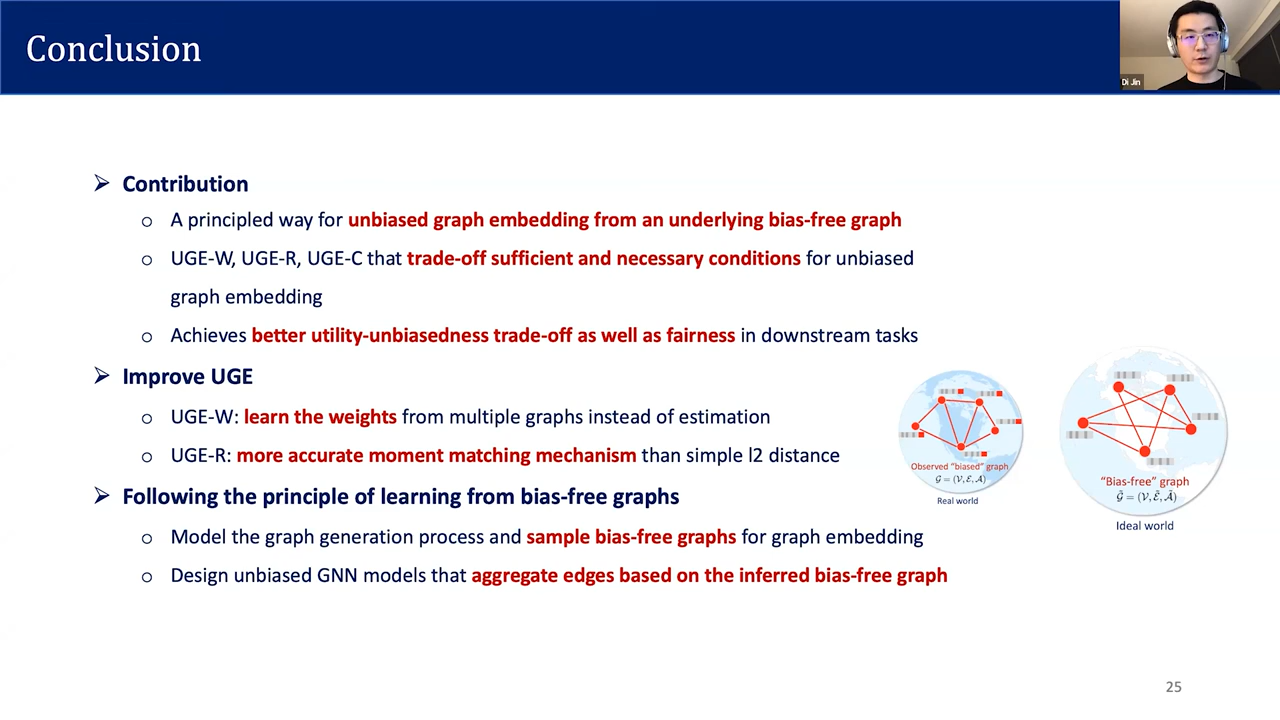 Conclusion
Di Jin
➢ Contribution
o A principled way for unbiased graph embedding from an underlying bias-free graph
o UGE-W, UGE-R, UGE-C that trade-off sufficient and necessary conditions for unbiased
graph embedding
o Achieves better utility-unbiasedness trade-off as well as fairness in downstream tasks
➢ Improve UGE
o UGE-W: learn the weights from multiple graphs instead of estimation
o UGE-R: more accurate moment matching mechanism than simple l2 distance
➢ Following the principle of learning from bias-free graphs
o Model the graph generation process and sample bias-free graphs for graph embedding
o Design unbiased GNN models that aggregate edges based on the inferred bias-free graph
Observed "biased" graph
𝒢 = (𝒱, ℰ, 𝒜)
Real world
"Bias-free" graph
𝒢̃ = (𝒱, ℰ̃, 𝒜̃)
Ideal world
25